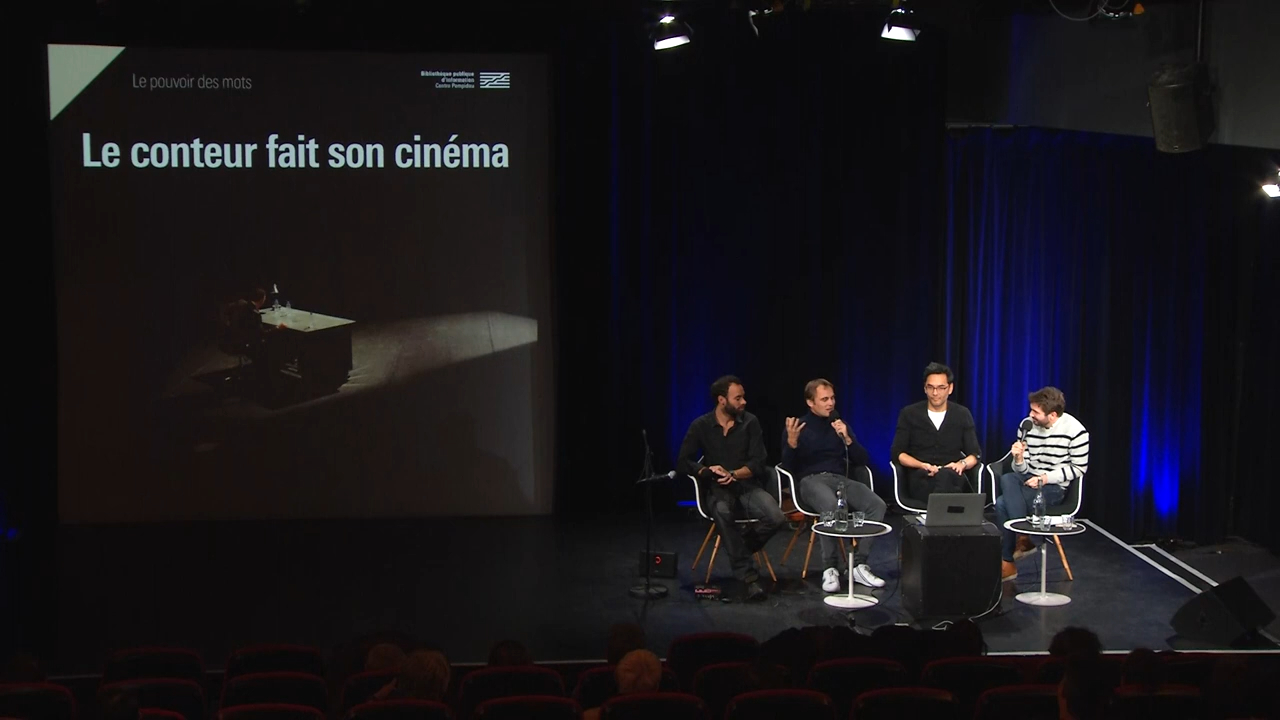 Le pouvoir des mots
Bibliothèque publique
d'information
Centre Pompidou
Le conteur fait son cinéma